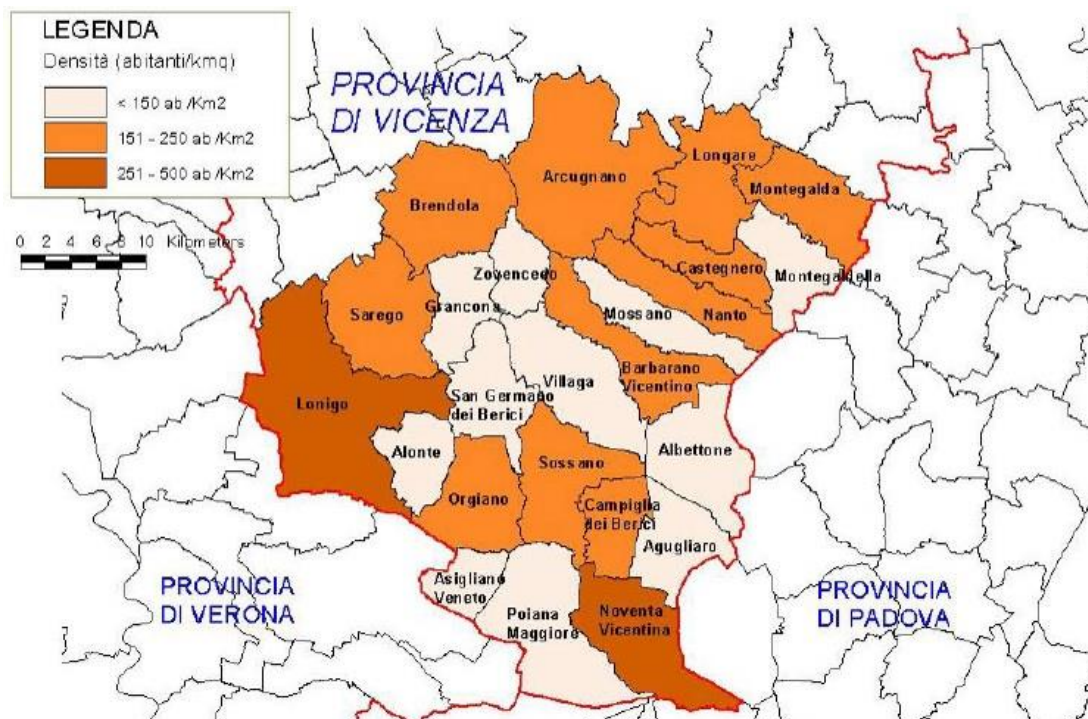 LEGENDA
Densità (abitanti/kmq)
< 150 ab /Km2
151 - 250 ab /Km2
251 - 500 ab /Km2
PROVINCIA
DI VICENZA
0 2 4 6 8 10 Kilometers
Longare
Arcugnano
Montegalda
Brendola
Zovencedo
Castegnero
Montegaldella
Grancona
Sarego
Mossano
Nanto
Barbarano
Vicentino
Villaga
Lonigo
San Germano
dei Berici
Alonte
Albettone
Sossano
Orgiano
Campiglia
dei Berici
Agugliaro
Asigliano
Veneto
PROVINCIA
DI VERONA
Poiana
Maggiore
Noventa
Vicentina
PROVINCIA
DI PADOVA